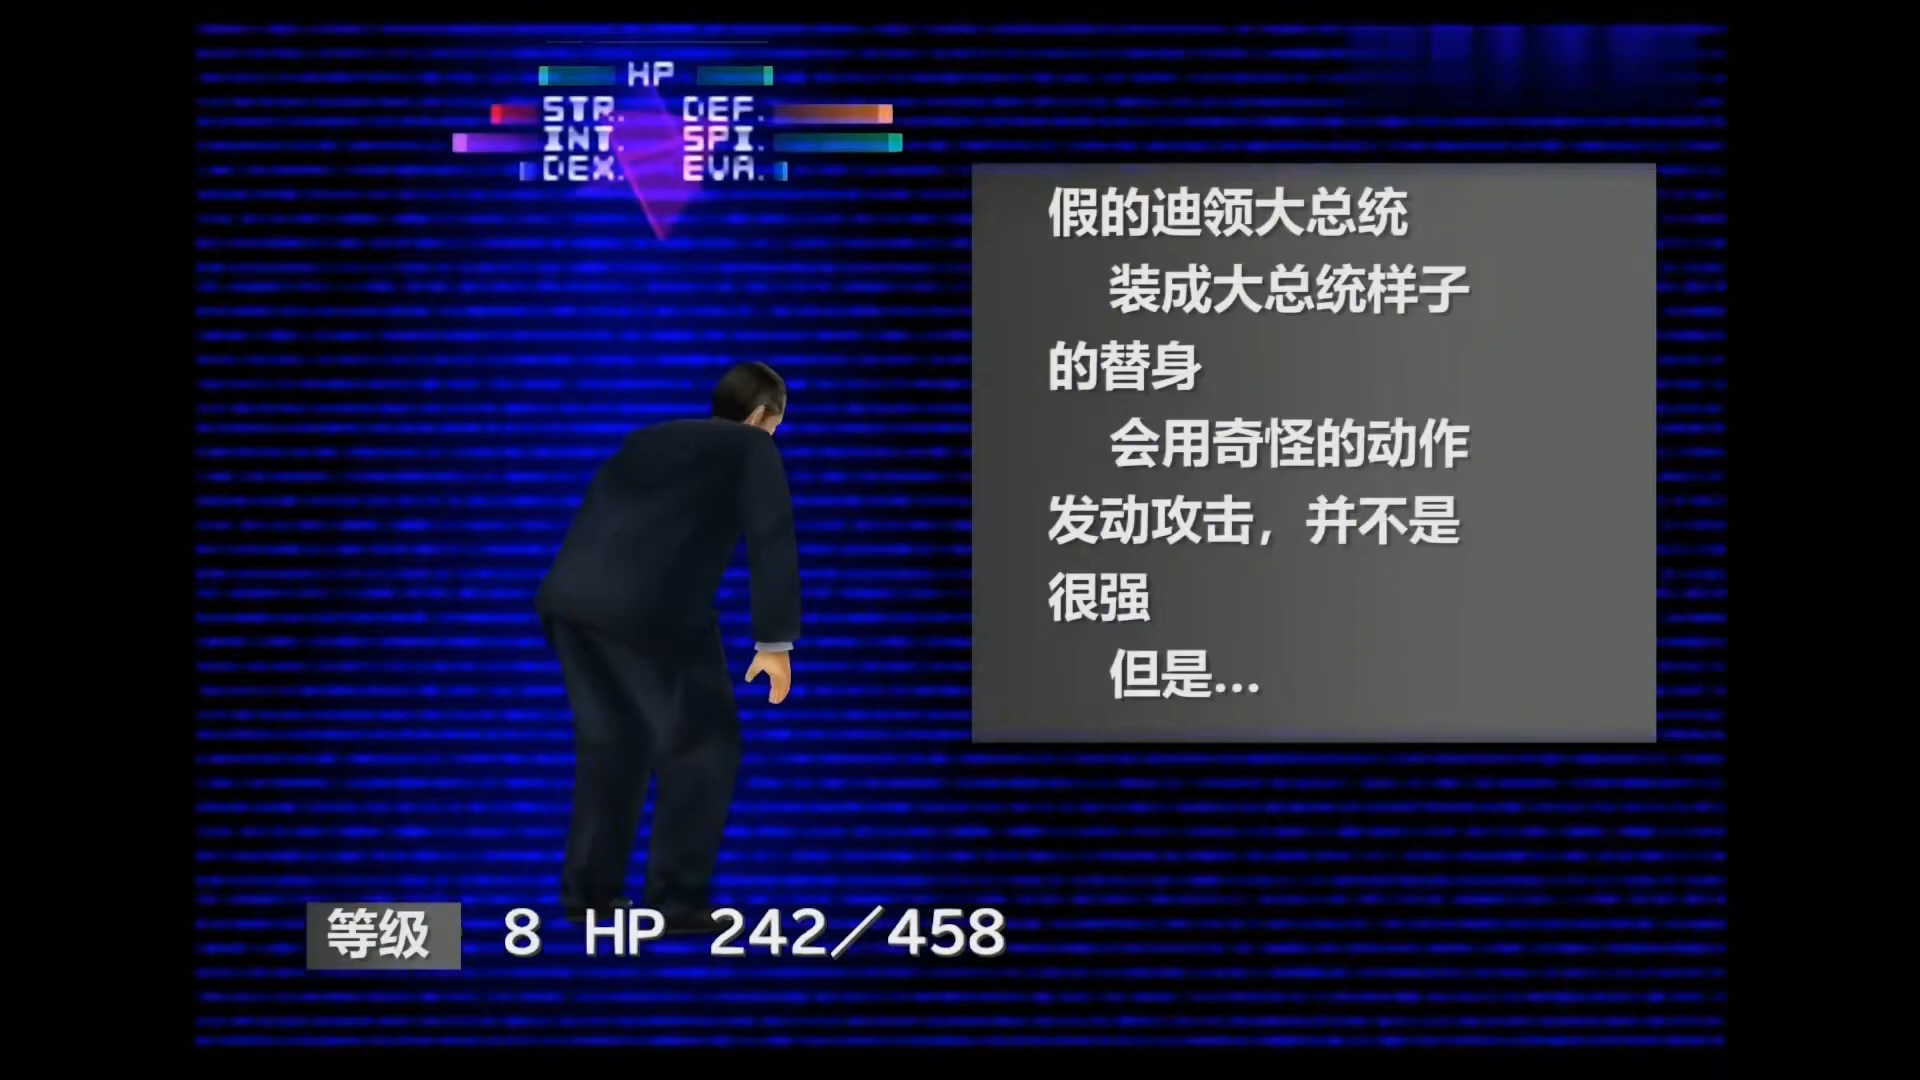 HP
STR. DEF.
INT. SPI.
DEX. EVA.
假的迪领大总统
装成大总统样子
的替身
会用奇怪的动作
发动攻击，并不是
很强
但是...
等级 8 HP 242／458